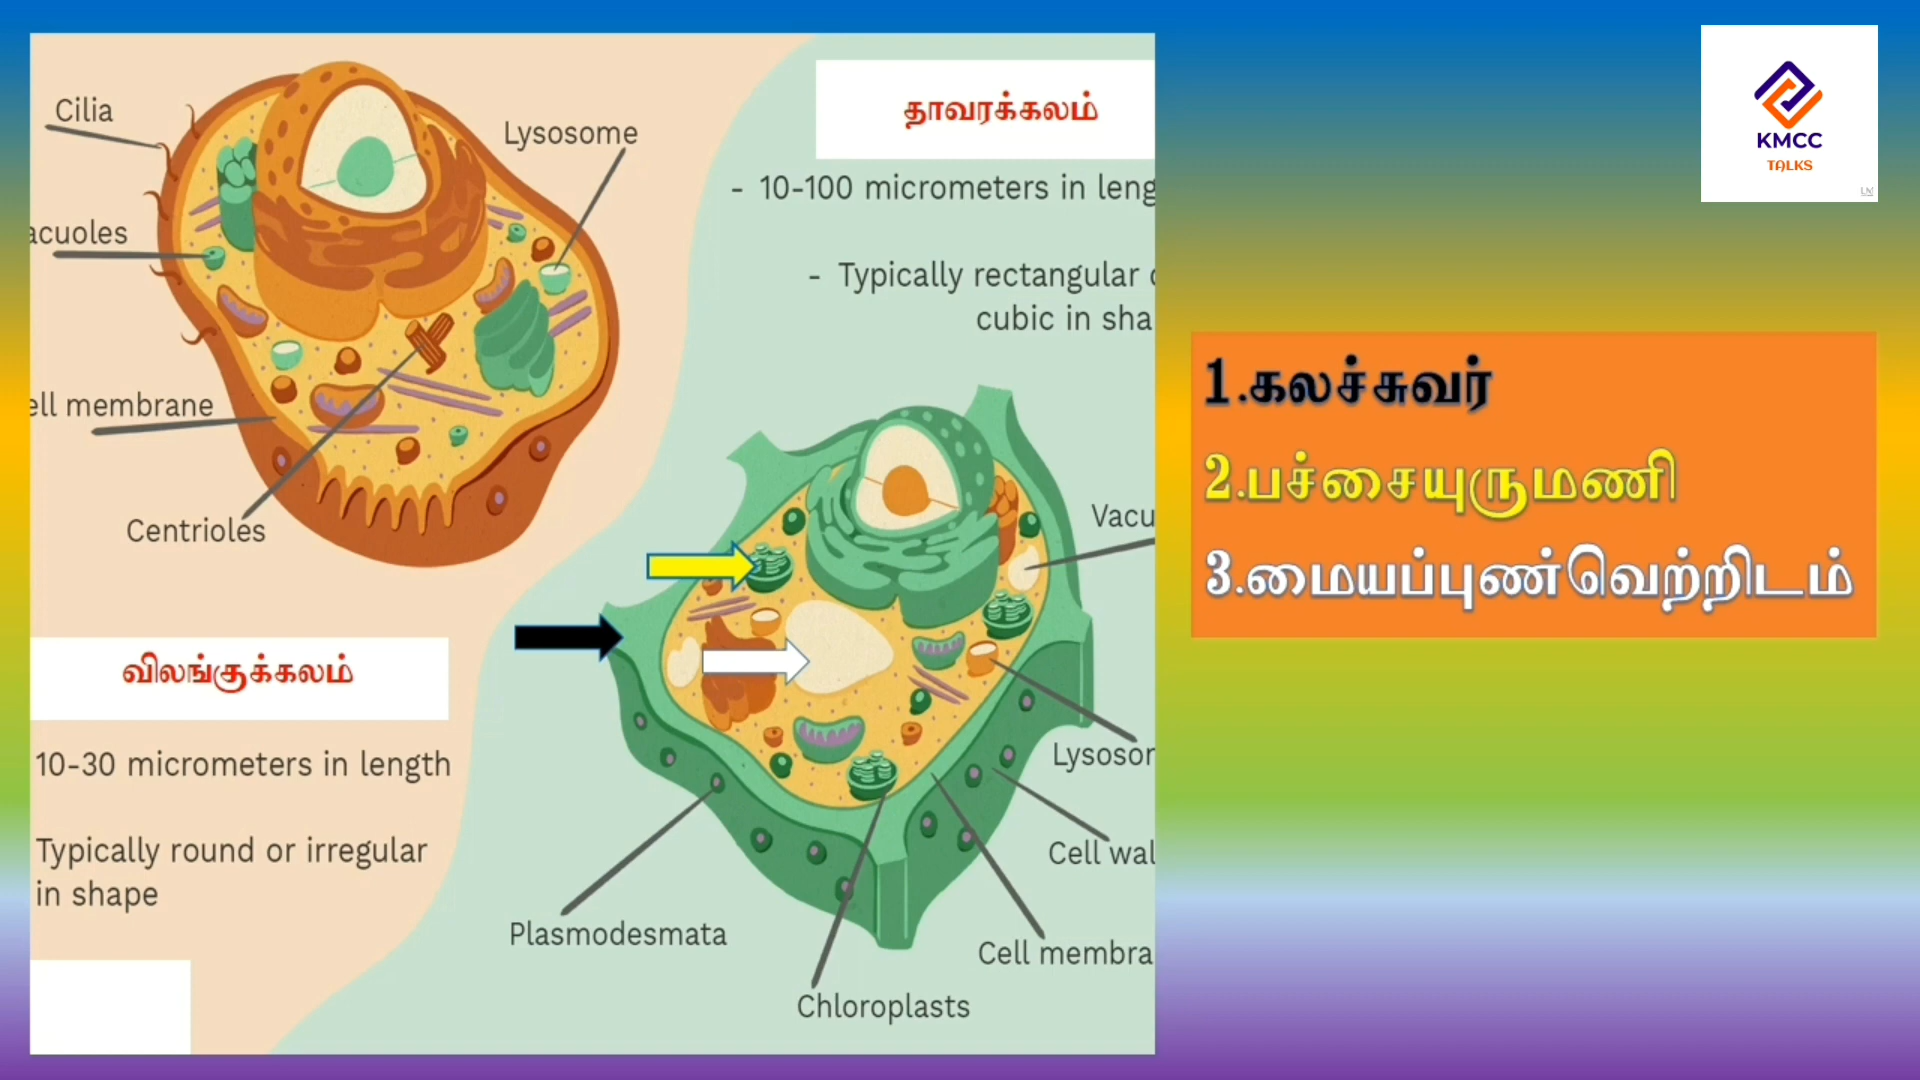 Cilia
Lysosome
acuoles
ell membrane
Centrioles
விலங்குக்கலம்
10-30 micrometers in length
Typically round or irregular
in shape
தாவரக்கலம்
- 10-100 micrometers in leng
- Typically rectangular
cubic in sha
Vacu
Lysosor
Cell wal
Cell membra
Plasmodesmata
Chloroplasts
KMCC
TALKS
1.கலச்சுவர்
2.பச்சையுருமணி
3.மையப்புண்வெற்றிடம்